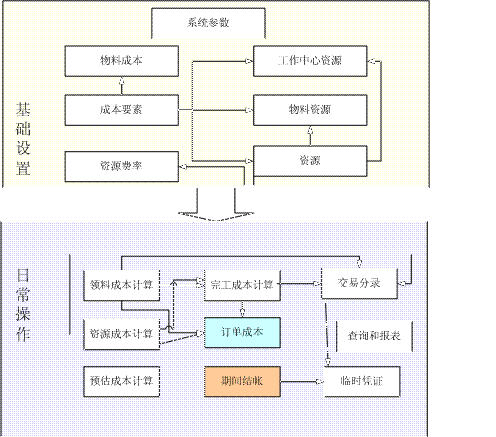 系统参数
物料成本
工作中心资源
成本要素
物料资源
资源费率
资源
基础设置
领料成本计算
完工成本计算
交易分录
资源成本计算
订单成本
查询和报表
预估成本计算
期间结帐
临时凭证
日常操作